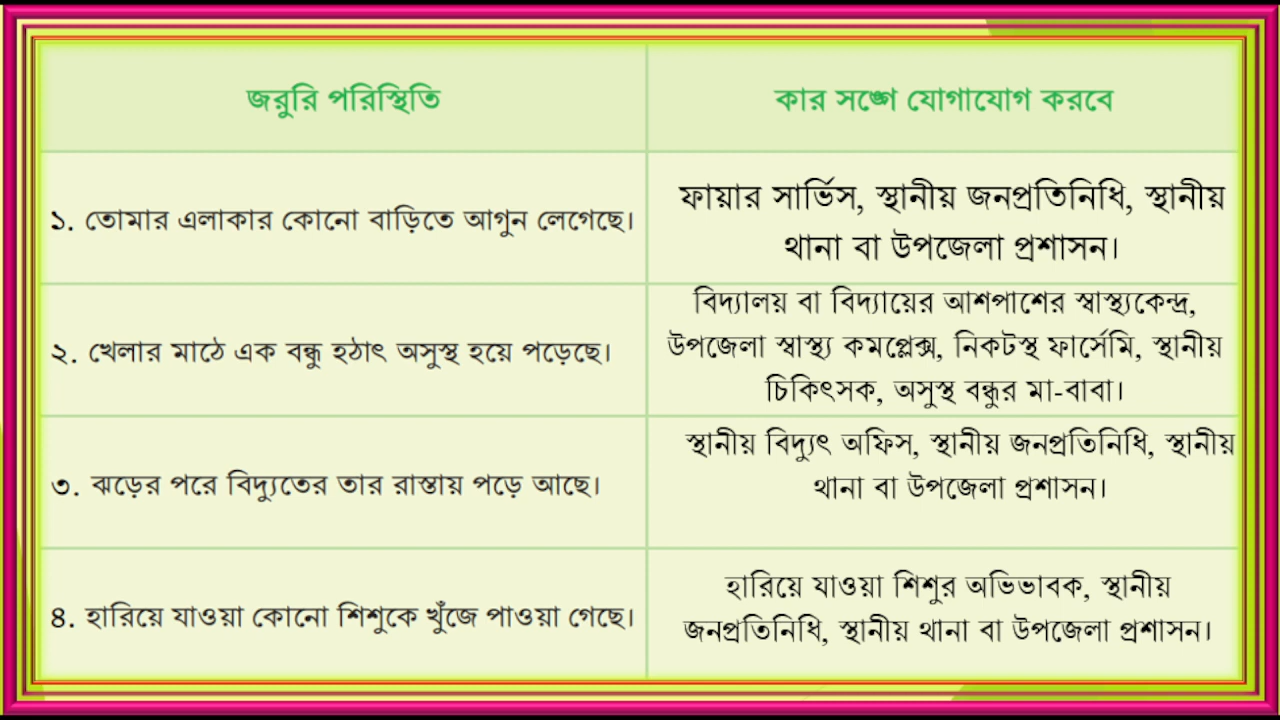 জরুরি পরিস্থিতি
কার সঙ্গে যোগাযোগ করবে
১. তোমার এলাকার কোনো বাড়িতে আগুন লেগেছে।
ফায়ার সার্ভিস, স্থানীয় জনপ্রতিনিধি, স্থানীয়
থানা বা উপজেলা প্রশাসন।
২. খেলার মাঠে এক বন্ধু হঠাৎ অসুস্থ হয়ে পড়েছে।
বিদ্যালয় বা বিদ্যায়ের আশপাশের স্বাস্থ্যকেন্দ্র,
উপজেলা স্বাস্থ্য কমপ্লেক্স, নিকটস্থ ফার্সেমি, স্থানীয়
চিকিৎসক, অসুস্থ বন্ধুর মা-বাবা।
৩. ঝড়ের পরে বিদ্যুতের তার রাস্তায় পড়ে আছে।
স্থানীয় বিদ্যুৎ অফিস, স্থানীয় জনপ্রতিনিধি, স্থানীয়
থানা বা উপজেলা প্রশাসন।
৪. হারিয়ে যাওয়া কোনো শিশুকে খুঁজে পাওয়া গেছে।
হারিয়ে যাওয়া শিশুর অভিভাবক, স্থানীয়
জনপ্রতিনিধি, স্থানীয় থানা বা উপজেলা প্রশাসন।